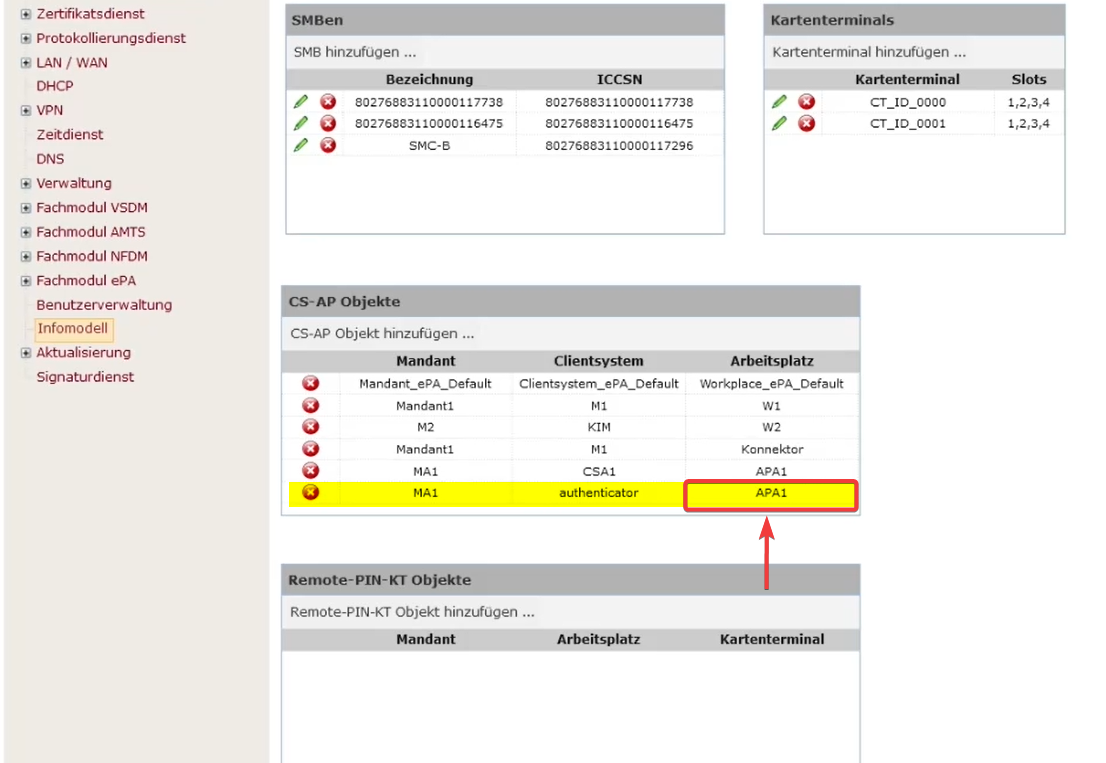 Zertifikatsdienst
Protokollierungsdienst
LAN / WAN
DHCP
VPN
Zeitdienst
DNS
Verwaltung
Fachmodul VSDM
Fachmodul AMTS
Fachmodul NFDM
Fachmodul ePA
Benutzerverwaltung
Infomodell
Aktualisierung
Signaturdienst
SMBen
SMB hinzufügen ...
Bezeichnung ICCSN
80276883110000117738 80276883110000117738
80276883110000116475 80276883110000116475
SMC-B 80276883110000117296
Kartenterminals
Kartenterminal hinzufügen ...
Kartenterminal Slots
CT_ID_0000 1,2,3,4
CT_ID_0001 1,2,3,4
CS-AP Objekte
CS-AP Objekt hinzufügen ...
Mandant Clientsystem Arbeitsplatz
Mandant_ePA_Default Clientsystem_ePA_Default Workplace_ePA_Default
Mandant1 M1 W1
M2 KIM W2
Mandant1 M1 Konnektor
MA1 CSA1 APA1
MA1 authenticator APA1
Remote-PIN-KT Objekte
Remote-PIN-KT Objekt hinzufügen ...
Mandant Arbeitsplatz Kartenterminal